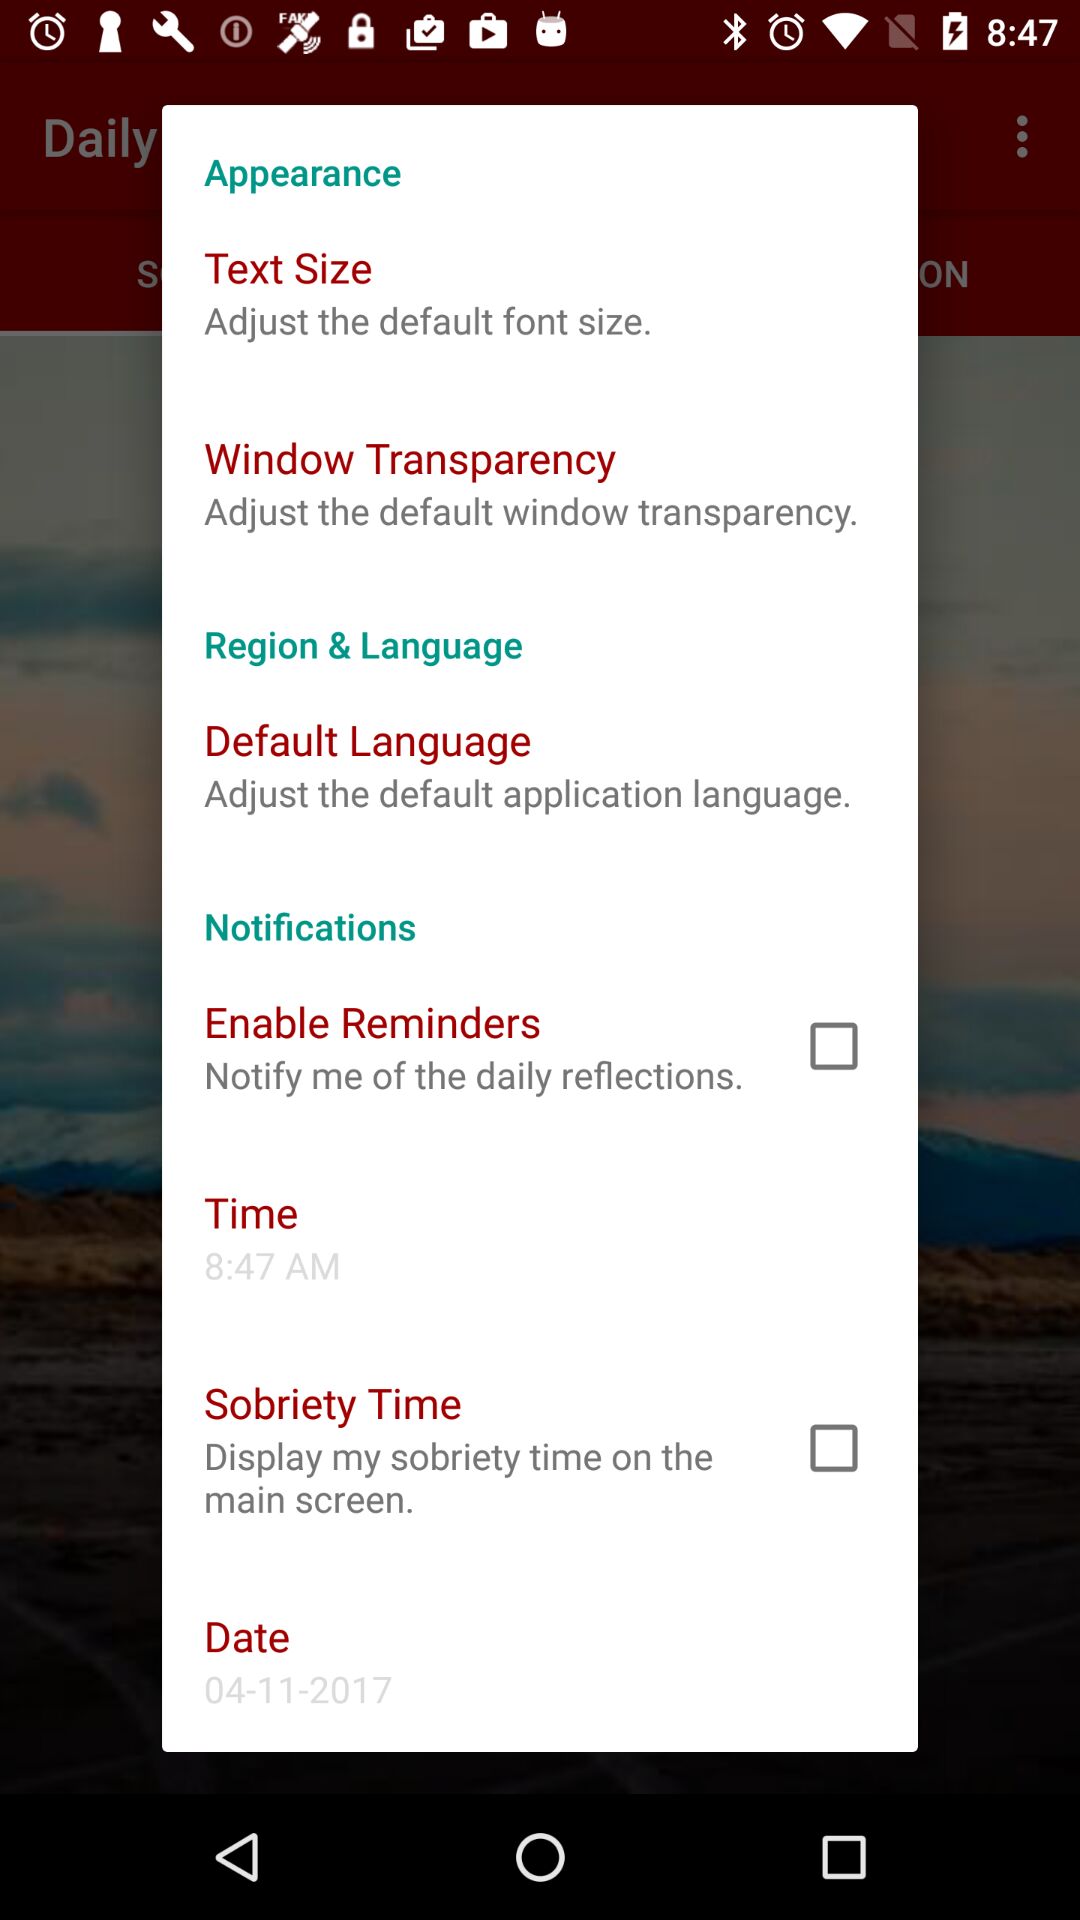 FAKE
8:47
Daily
ON
Appearance
Text Size
Adjust the default font size.
Window Transparency
Adjust the default window transparency.
Region & Language
Default Language
Adjust the default application language.
Notifications
Enable Reminders
Notify me of the daily reflections.
Time
8:47 AM
Sobriety Time
Display my sobriety time on the
main screen.
Date
04-11-2017